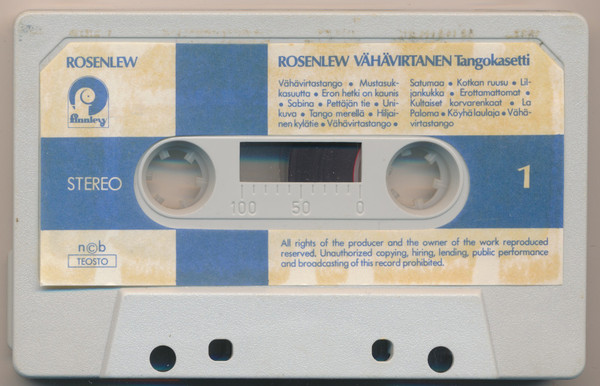 ROSENLEW
ROSENLEW VÄHÄVIRTANEN Tangokasetti
Vähävirtastango • Mustasuk-
kasuutta • Eron hetki on kaunis
• Sabina • Pettäjän tie • Uni-
kuva • Tango merellä • Hiljai-
nen kylätie • Vähävirtastango •
Satumaa • Kotkan ruusu • Lil-
jankukka • Erottamattomat •
Kultaiset korvarenkaat • La
Paloma • Köyhä laulaja • Vähä-
virtastango
finnlevy
STEREO
100 50 0
1
n©b
TEOSTO
All rights of the producer and the owner of the work reproduced
reserved. Unauthorized copying, hiring, lending, public performance
and broadcasting of this record prohibited.